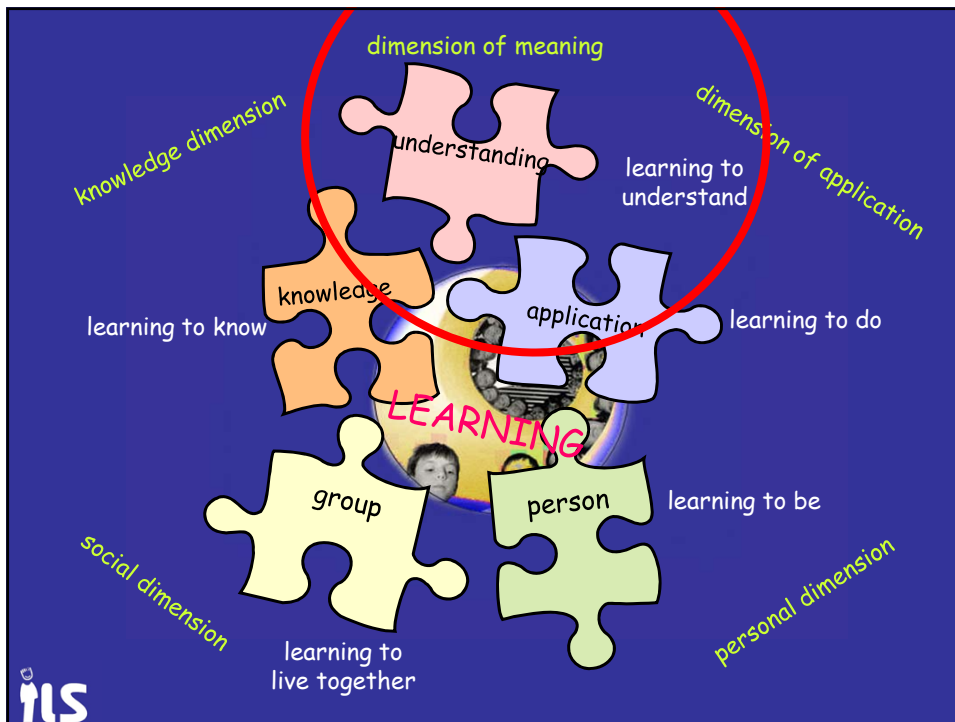 dimension of meaning
knowledge dimension
dimension of application
understanding
learning to
understand
knowledge
application
learning to know
learning to do
LEARNING
group
person
learning to be
social dimension
personal dimension
learning to
live together
ILS